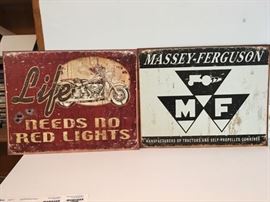 Life
NEEDS NO
RED LIGHTS
MASSEY-FERGUSON
M F
MANUFACTURERS OF TRACTORS AND SELF-PROPELLED COMBINES